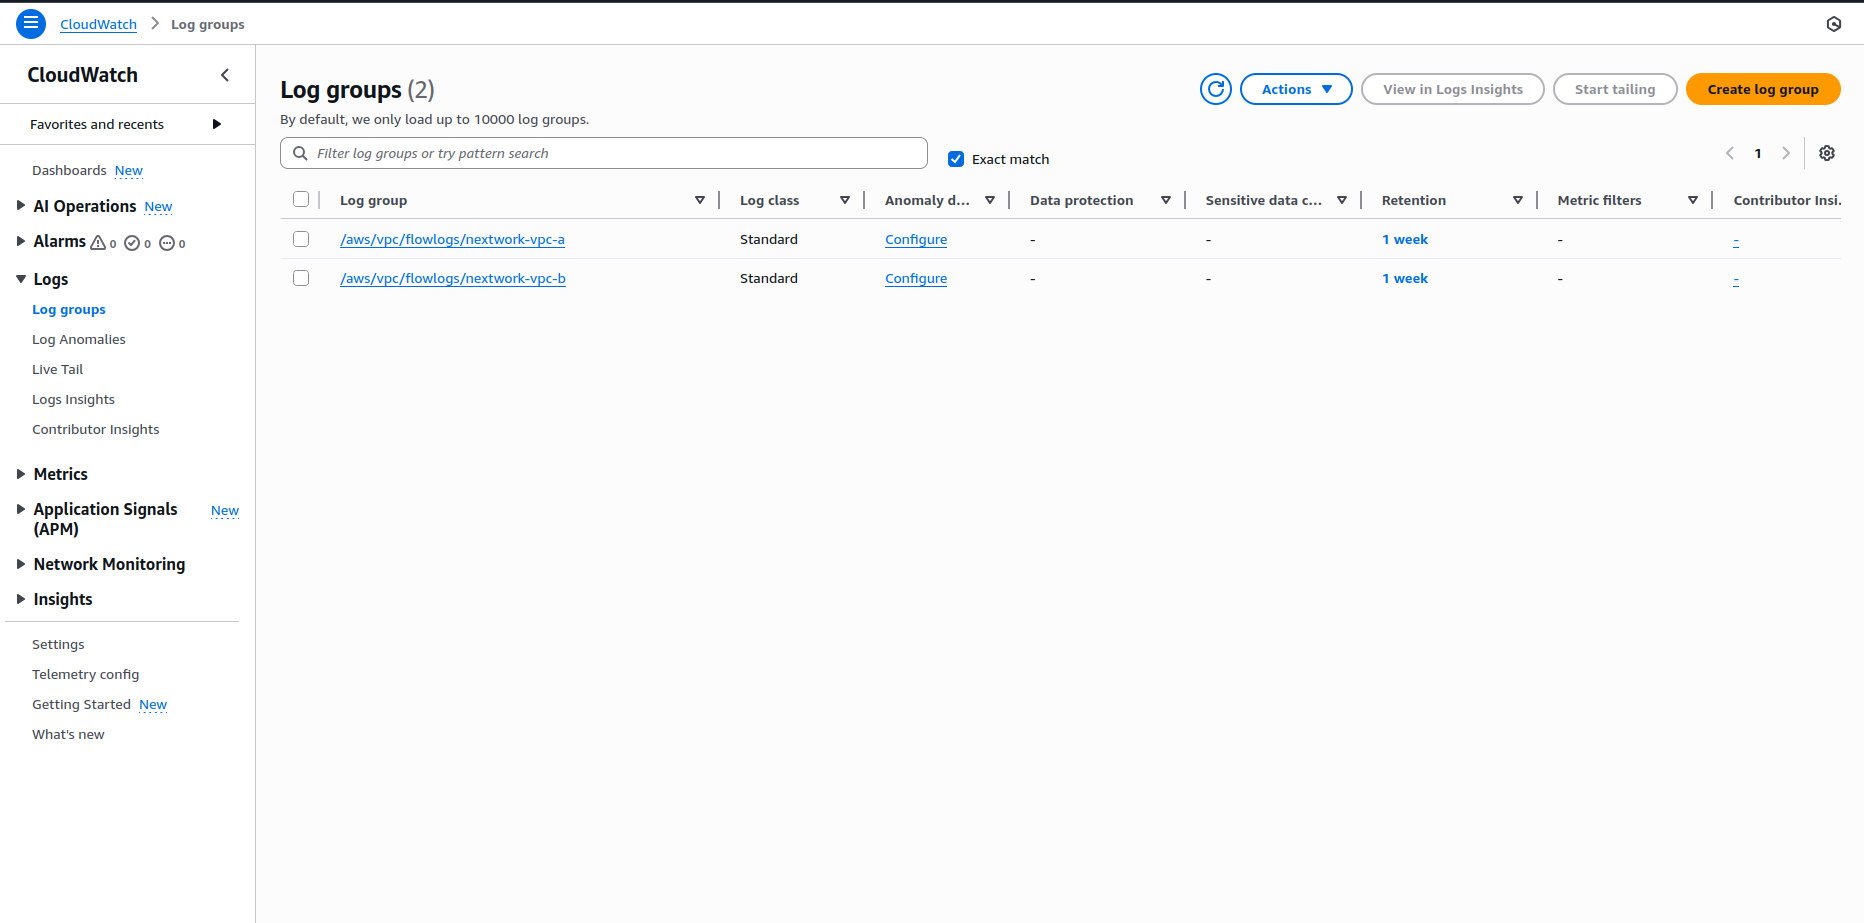 CloudWatch > Log groups
CloudWatch
Favorites and recents
Dashboards New
AI Operations New
Alarms 0 0 0
Logs
Log groups
Log Anomalies
Live Tail
Logs Insights
Contributor Insights
Metrics
Application Signals New
(APM)
Network Monitoring
Insights
Settings
Telemetry config
Getting Started New
What's new
Log groups (2)
By default, we only load up to 10000 log groups.
Actions
View in Logs Insights
Start tailing
Create log group
Filter log groups or try pattern search
Exact match
1
Log group Log class Anomaly d... Data protection Sensitive data c... Retention Metric filters Contributor Insi.
/aws/vpc/flowlogs/nextwork-vpc-a Standard Configure - - 1 week - -
/aws/vpc/flowlogs/nextwork-vpc-b Standard Configure - - 1 week - -